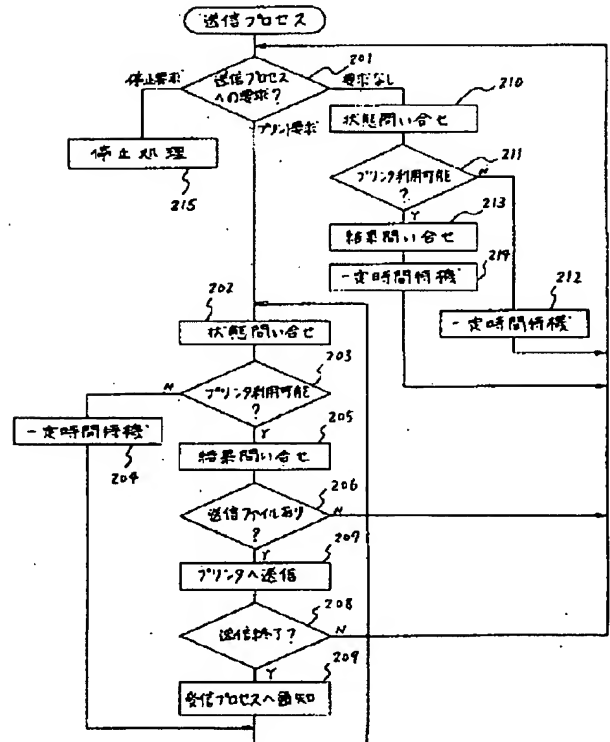 送信プロセス
201
送信プロセス
への要求?
停止要求
要求なし
プリント要求
停止処理
215
210
状態問い合せ
211
プリンタ利用可能
?
N
Y
213
結果問い合せ
214
一定時間待機
212
一定時間待機
202
状態問い合せ
203
プリンタ利用可能
?
N
Y
一定時間待機
204
205
結果問い合せ
206
送信ファイルあり
?
N
Y
207
プリンタへ送信
208
送信終了?
N
Y
209
受信プロセスへ通知